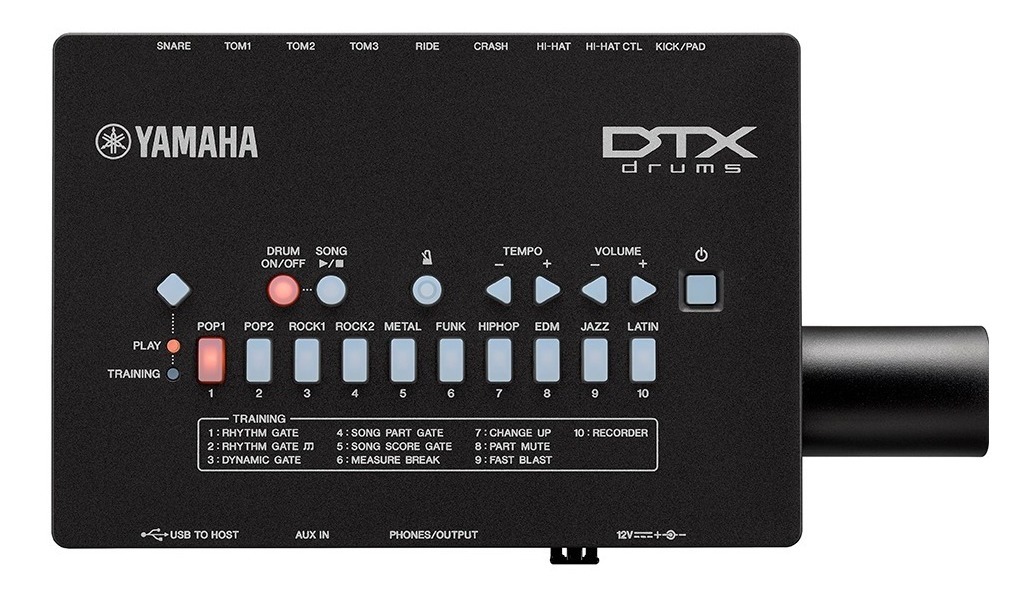 SNARE TOM1 TOM2 TOM3 RIDE CRASH HI-HAT HI-HAT CTL KICK/PAD
YAMAHA
DTX
drums
DRUM ON/OFF
SONG ▶/■
TEMPO
− +
VOLUME
− +
POP1 POP2 ROCK1 ROCK2 METAL FUNK HIPHOP EDM JAZZ LATIN
PLAY
TRAINING
1 2 3 4 5 6 7 8 9 10
TRAINING
1 : RHYTHM GATE 4 : SONG PART GATE 7 : CHANGE UP 10 : RECORDER
2 : RHYTHM GATE 5 : SONG SCORE GATE 8 : PART MUTE
3 : DYNAMIC GATE 6 : MEASURE BREAK 9 : FAST BLAST
USB TO HOST AUX IN PHONES/OUTPUT 12V